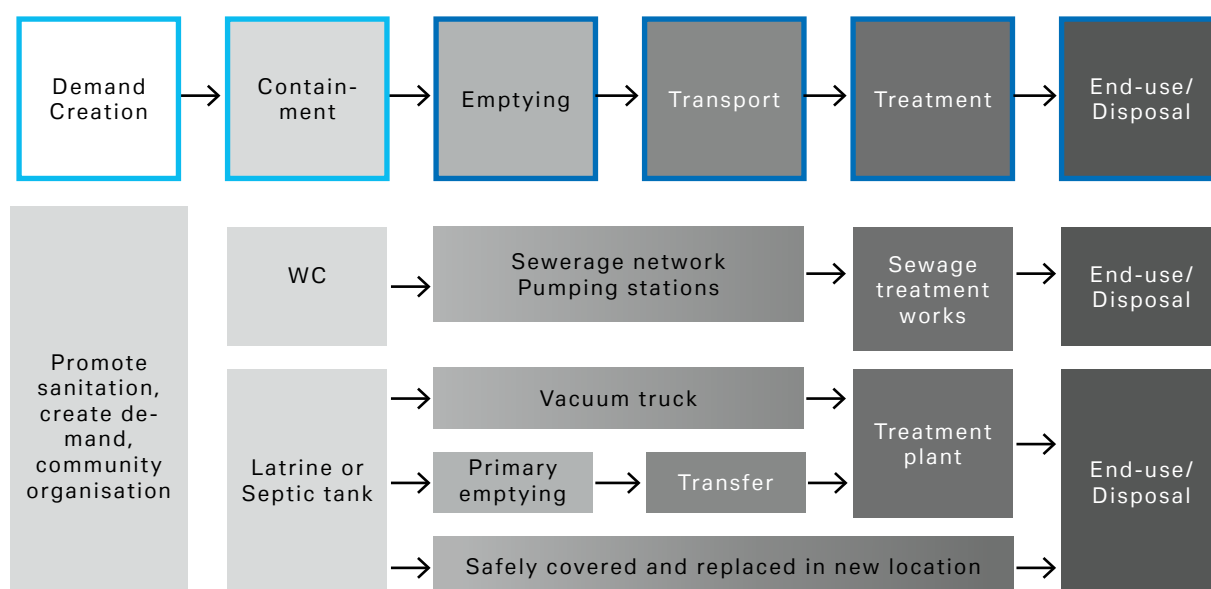 Demand
Creation
Contain-
ment
Emptying
Transport
Treatment
End-use/
Disposal
Promote
sanitation,
create de-
mand,
community
organisation
WC
Sewerage network
Pumping stations
Sewage
treatment
works
End-use/
Disposal
Latrine or
Septic tank
Vacuum truck
Primary
emptying
Transfer
Treatment
plant
Safely covered and replaced in new location
End-use/
Disposal